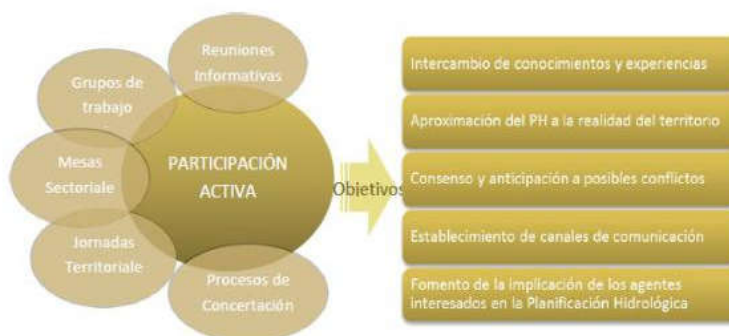 Reuniones
Informativas
Grupos de
trabajo
Mesas
Sectoriale
Jornadas
Territoriale
Procesos de
Concertación
PARTICIPACIÓN
ACTIVA
Objetivos
Intercambio de conocimientos y experiencias
Aproximación del PH a la realidad del territorio
Consenso y anticipación a posibles conflictos
Establecimiento de canales de comunicación
Fomento de la implicación de los agentes
interesados en la Planificación Hidrológica